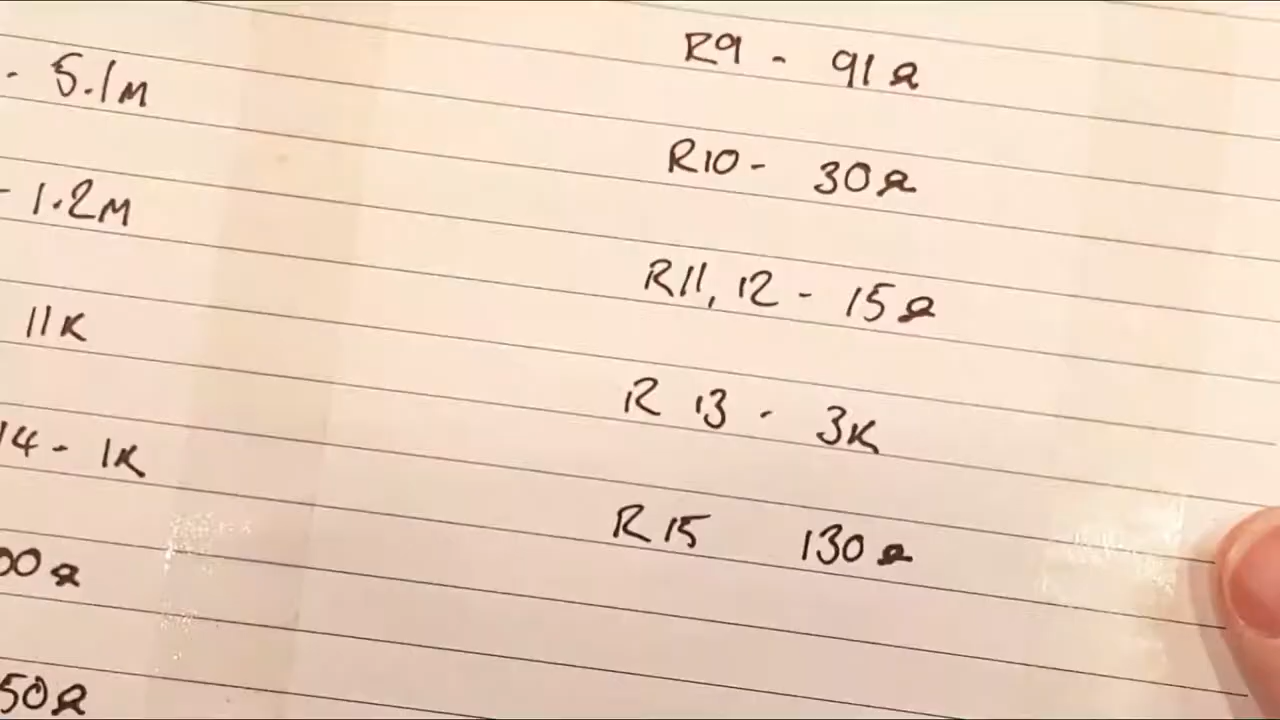 - 5.1M
- 1.2M
11K
14 - 1K
00Ω
50Ω
R9 - 91Ω
R10 - 30Ω
R11, 12 - 15Ω
R 13 - 3K
R15 130Ω